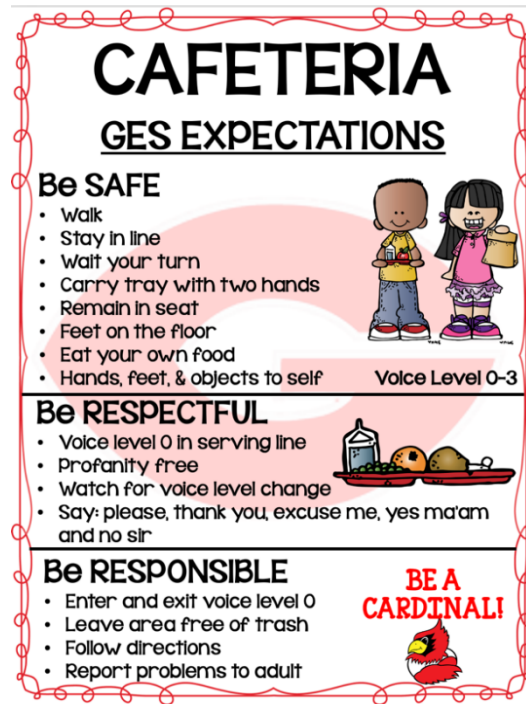 CAFETERIA
GES EXPECTATIONS
Be SAFE
• Walk
• Stay in line
• Wait your turn
• Carry tray with two hands
• Remain in seat
• Feet on the floor
• Eat your own food
• Hands, feet, & objects to self
Voice Level 0-3
Be RESPECTFUL
• Voice level 0 in serving line
• Profanity free
• Watch for voice level change
• Say: please, thank you, excuse me, yes ma'am
and no sir
Be RESPONSIBLE
• Enter and exit voice level 0
• Leave area free of trash
• Follow directions
• Report problems to adult
BE A
CARDINAL!